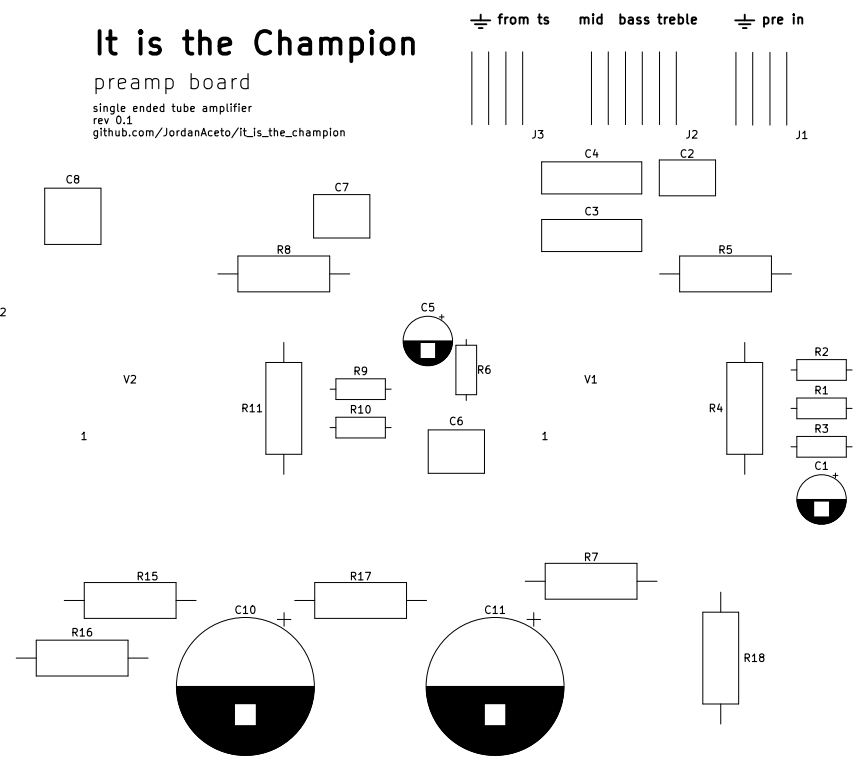 from ts mid bass treble pre in
It is the Champion
preamp board
single ended tube amplifier
rev 0.1
github.com/JordanAceto/it_is_the_champion
J3 J2 J1
C4 C2
C8 C7
C3
R8 R5
2
C5
+
R2
V2 R9 R6 V1
R1
R11 R10 R4
C6 R3
1 1
C1
+
R7
R15 R17
C10 C11
+ +
R16
R18